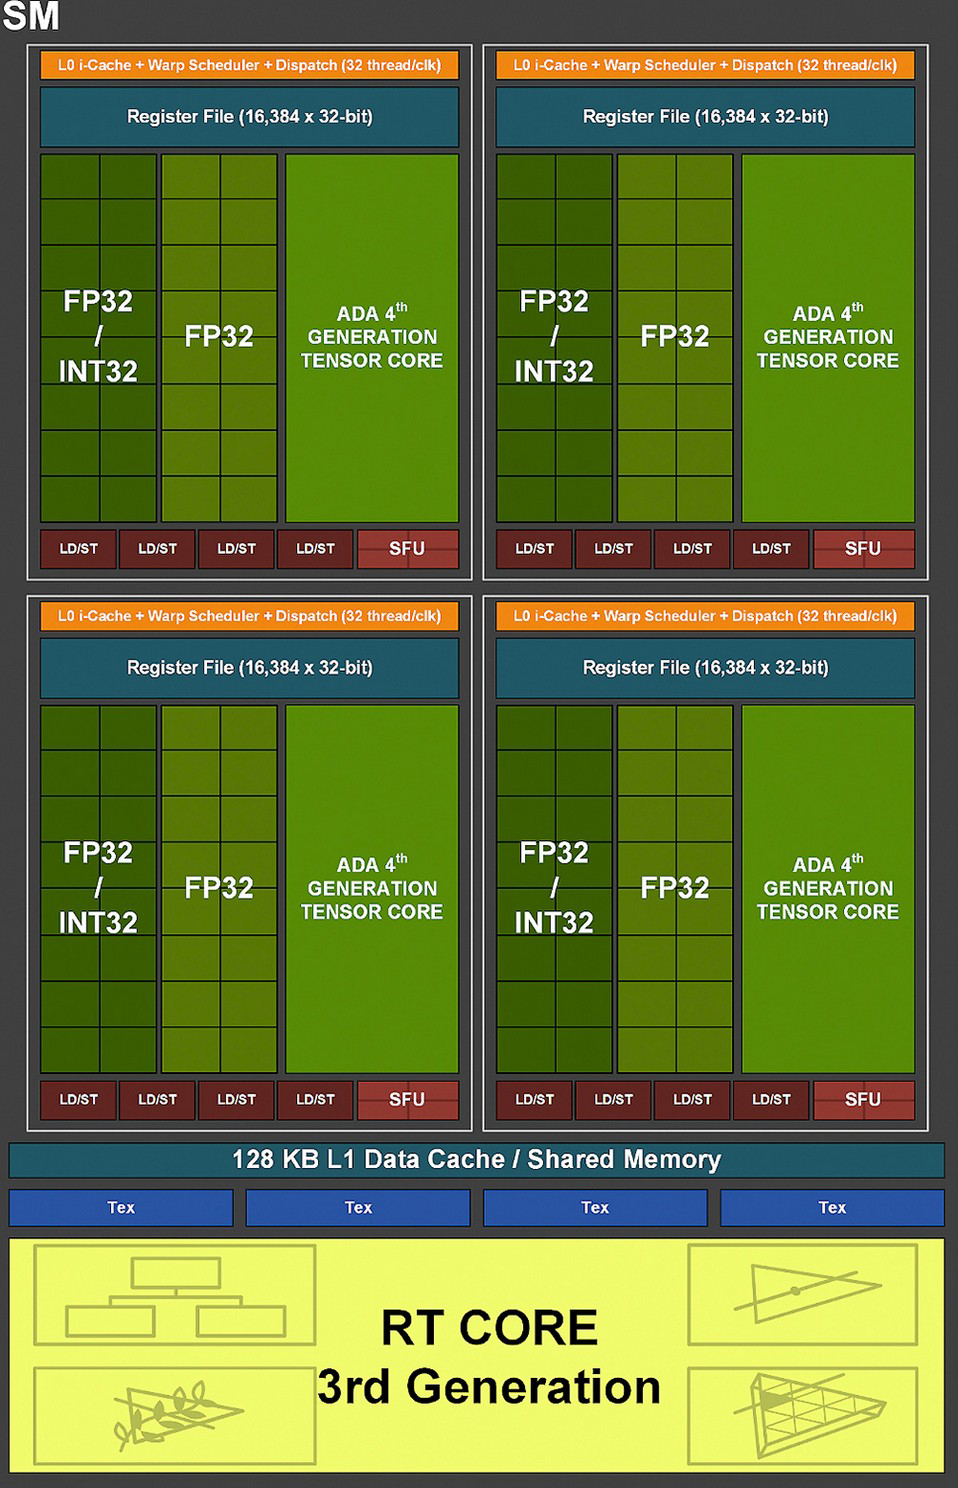 SM
L0 i-Cache + Warp Scheduler + Dispatch (32 thread/clk)
Register File (16,384 x 32-bit)
FP32
/
INT32
FP32
ADA 4th
GENERATION
TENSOR CORE
LD/ST LD/ST LD/ST LD/ST SFU
L0 i-Cache + Warp Scheduler + Dispatch (32 thread/clk)
Register File (16,384 x 32-bit)
FP32
/
INT32
FP32
ADA 4th
GENERATION
TENSOR CORE
LD/ST LD/ST LD/ST LD/ST SFU
L0 i-Cache + Warp Scheduler + Dispatch (32 thread/clk)
Register File (16,384 x 32-bit)
FP32
/
INT32
FP32
ADA 4th
GENERATION
TENSOR CORE
LD/ST LD/ST LD/ST LD/ST SFU
L0 i-Cache + Warp Scheduler + Dispatch (32 thread/clk)
Register File (16,384 x 32-bit)
FP32
/
INT32
FP32
ADA 4th
GENERATION
TENSOR CORE
LD/ST LD/ST LD/ST LD/ST SFU
128 KB L1 Data Cache / Shared Memory
Tex Tex Tex Tex
RT CORE
3rd Generation